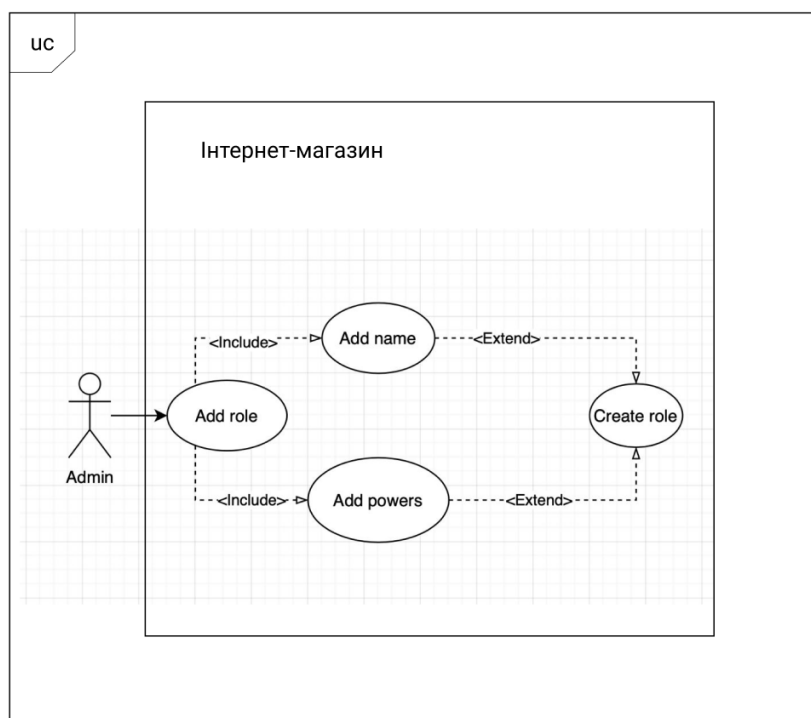 uc
Інтернет-магазин
<Include>
Add name
<Extend>
Add role
Create role
Admin
<Include>
Add powers
<Extend>